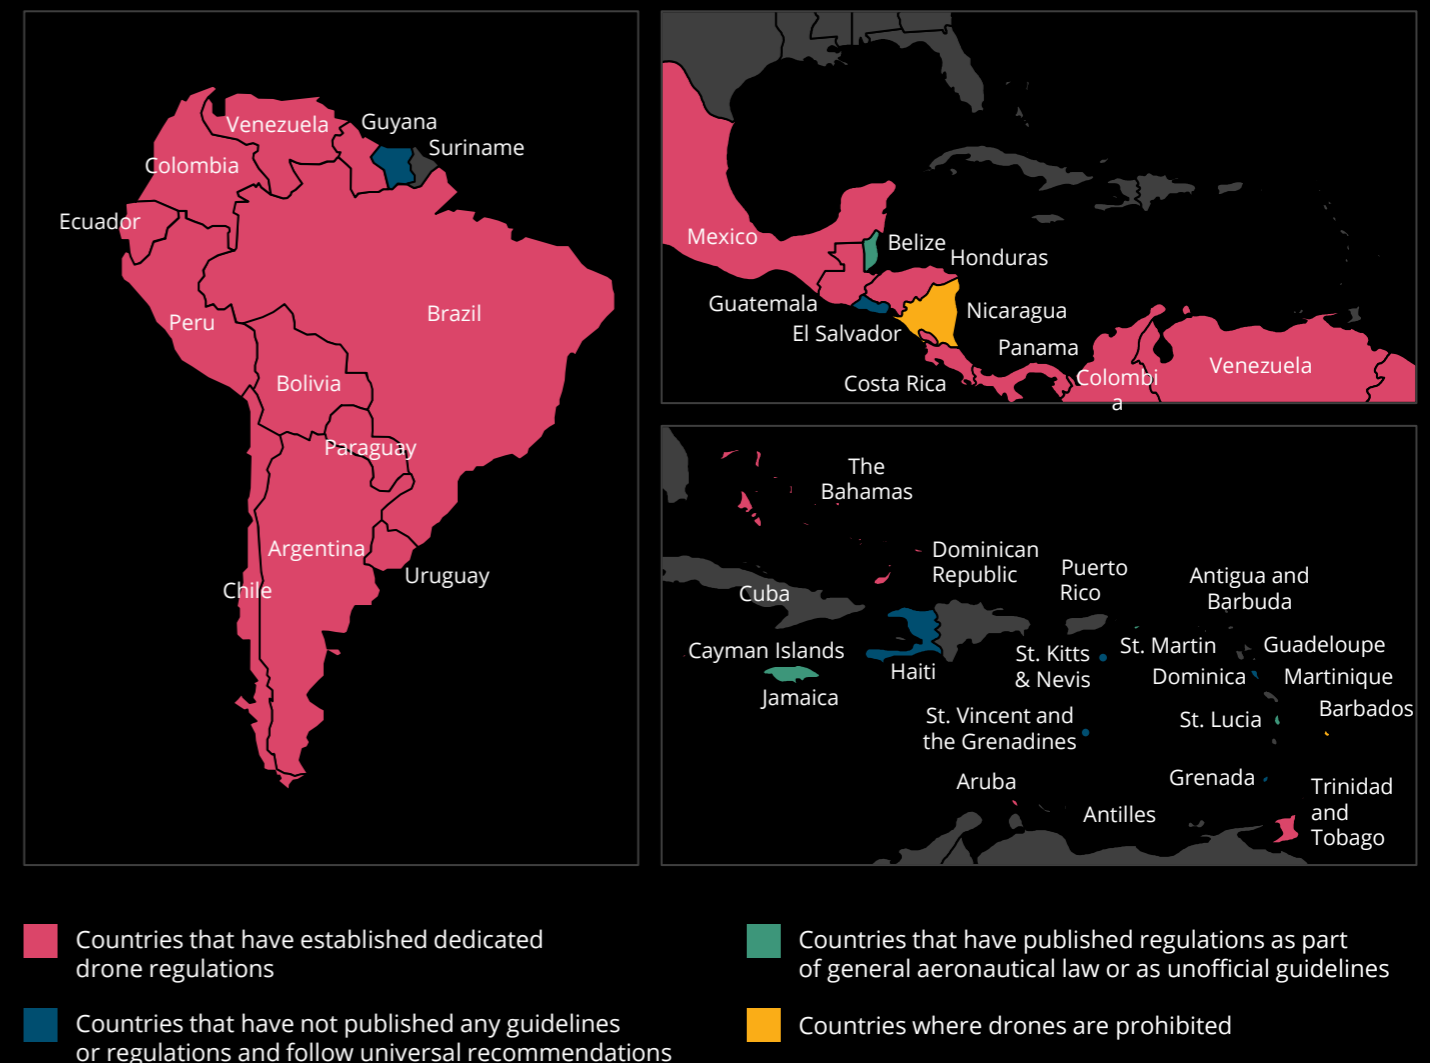 Venezuela
Guyana
Suriname
Colombia
Ecuador
Peru
Brazil
Bolivia
Paraguay
Argentina
Chile
Uruguay
Mexico
Belize
Honduras
Guatemala
Nicaragua
El Salvador
Panama
Costa Rica
Colombi
a
Venezuela
The
Bahamas
Dominican
Republic
Puerto
Rico
Antigua and
Barbuda
Cuba
Cayman Islands
Haiti
Jamaica
St. Kitts
& Nevis
St. Martin
Guadeloupe
Dominica
Martinique
St. Vincent and
the Grenadines
St. Lucia
Barbados
Aruba
Grenada
Antilles
Trinidad
and
Tobago
Countries that have established dedicated
drone regulations
Countries that have not published any guidelines
or regulations and follow universal recommendations
Countries that have published regulations as part
of general aeronautical law or as unofficial guidelines
Countries where drones are prohibited